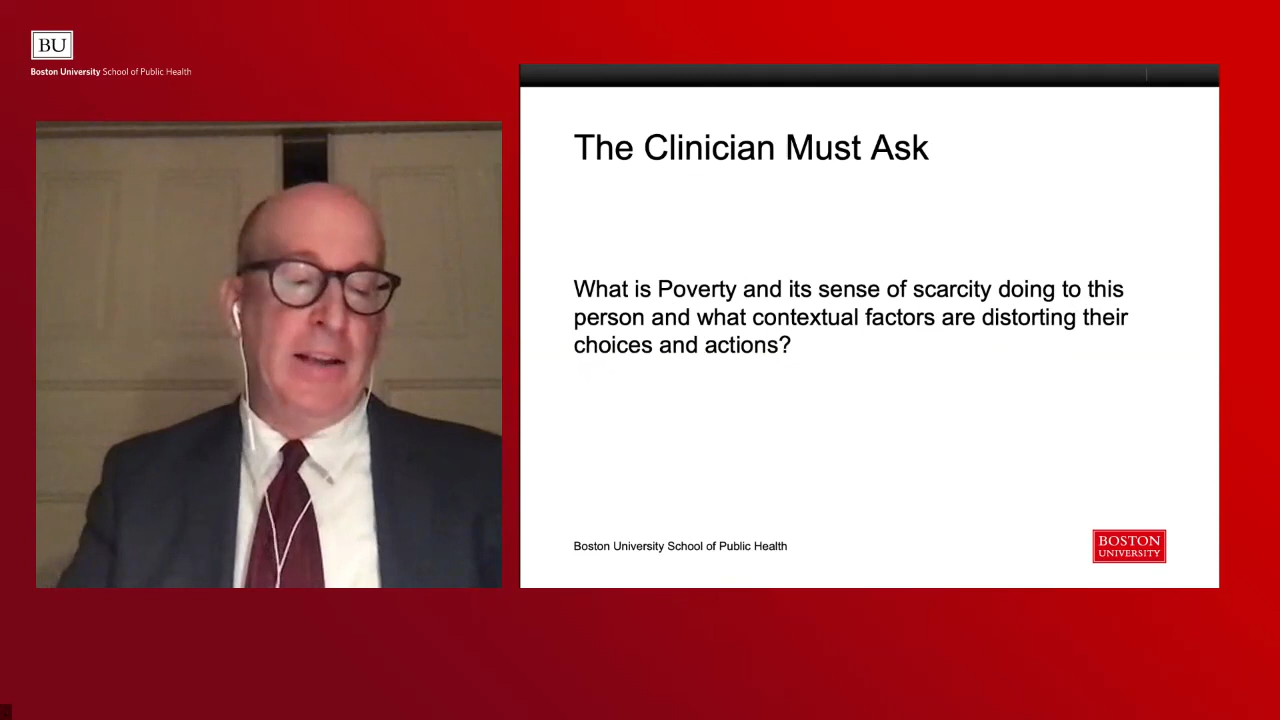 BU
Boston University School of Public Health
The Clinician Must Ask
What is Poverty and its sense of scarcity doing to this
person and what contextual factors are distorting their
choices and actions?
Boston University School of Public Health
BOSTON
UNIVERSITY